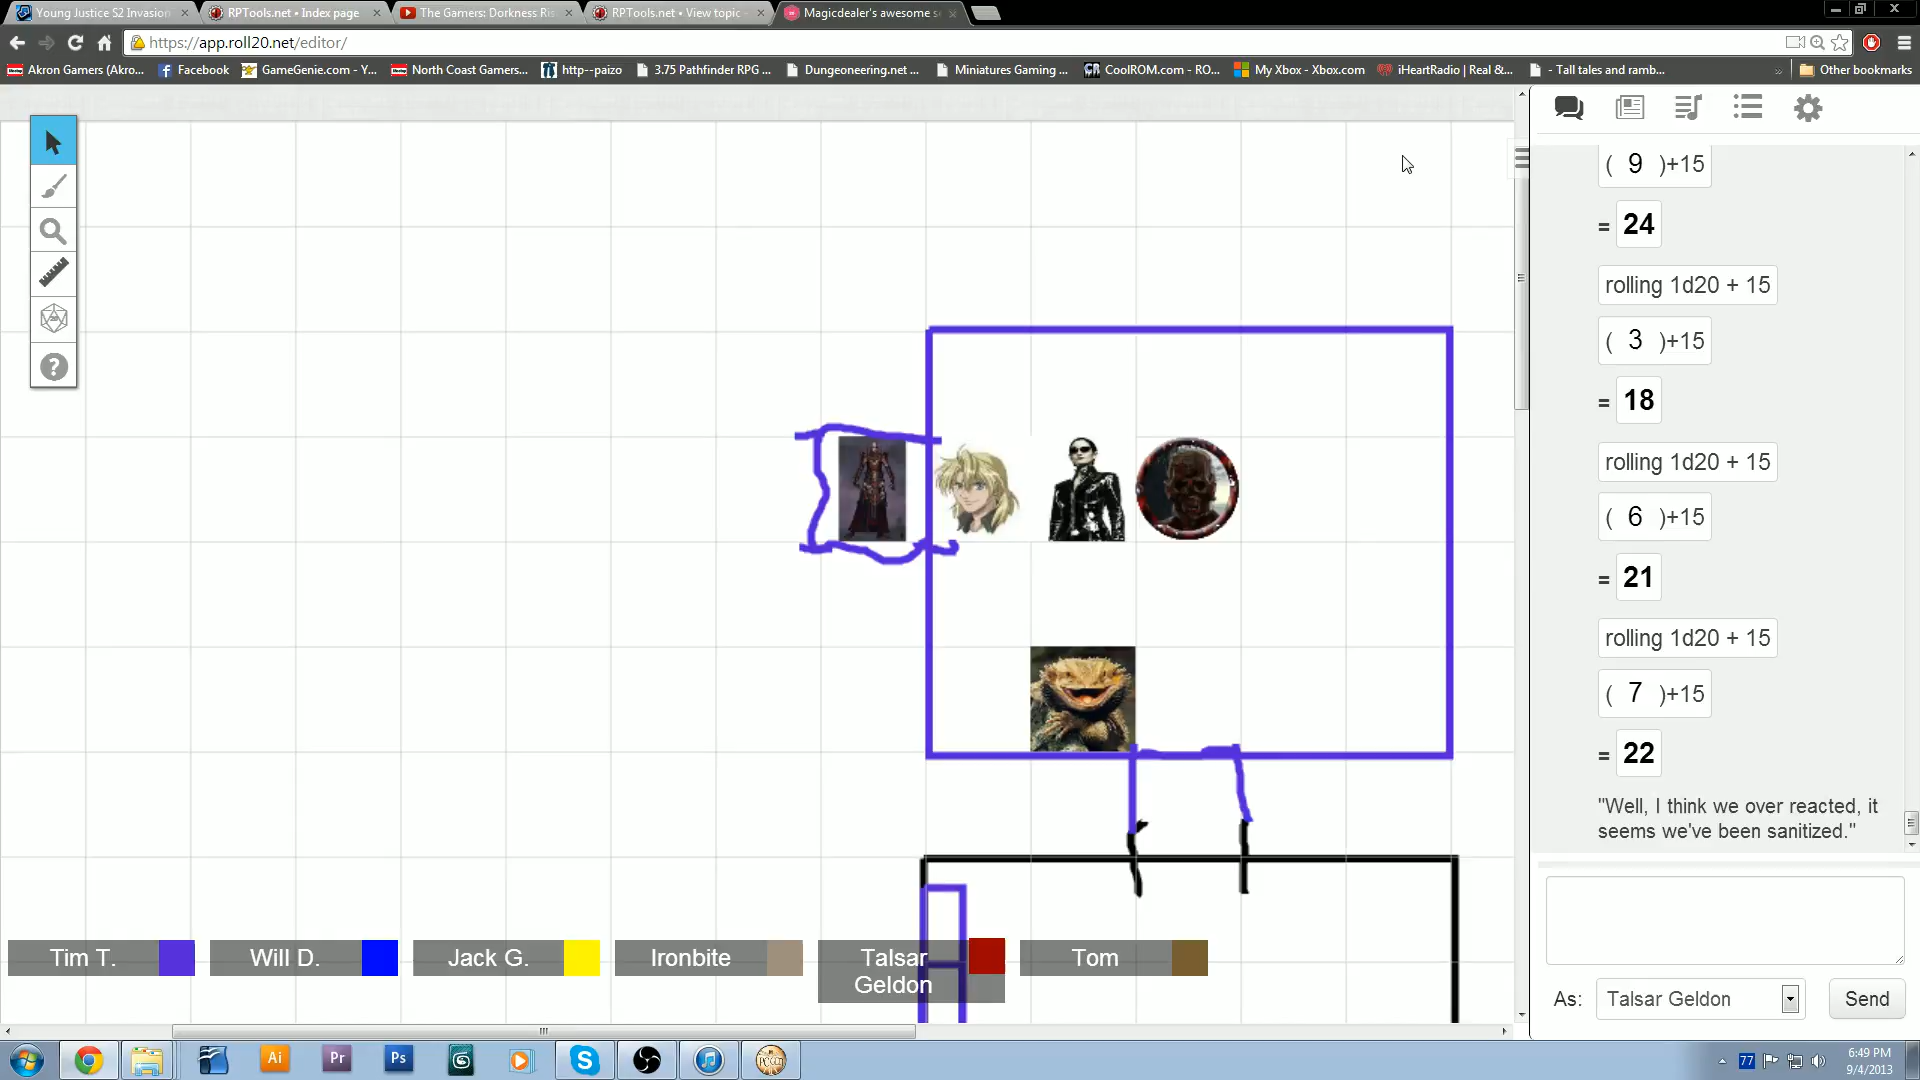 Young Justice S2 Invasion
RPTools.net • Index page
The Gamers: Dorkness Ris
RPTools.net • View topic -
Magicdealer's awesome se
https://app.roll20.net/editor/
Akron Gamers (Akro...
Facebook
GameGenie.com - Y...
North Coast Gamers...
http--paizo
3.75 Pathfinder RPG ...
Dungeoneering.net ...
Miniatures Gaming ...
CoolROM.com - RO...
My Xbox - Xbox.com
iHeartRadio | Real &...
- Tall tales and ramb...
»
Other bookmarks
( 9 )+15
= 24
rolling 1d20 + 15
( 3 )+15
= 18
rolling 1d20 + 15
( 6 )+15
= 21
rolling 1d20 + 15
( 7 )+15
= 22
"Well, I think we over reacted, it
seems we've been sanitized."
Tim T.
Will D.
Jack G.
Ironbite
Talsar
Geldon
Tom
As:
Talsar Geldon
Send
Ai
Pr
Ps
77
6:49 PM
9/4/2013